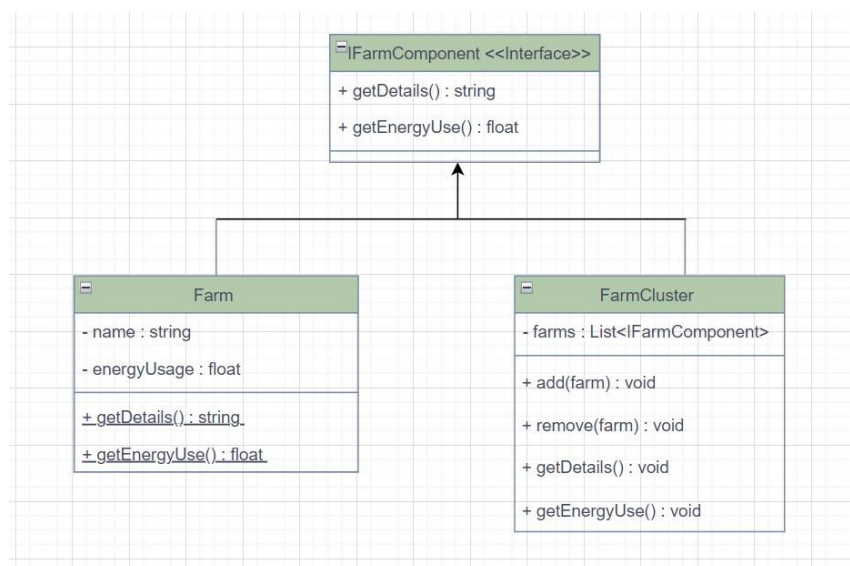 IFarmComponent <<Interface>>
+ getDetails() : string
+ getEnergyUse() : float
Farm
- name : string
- energyUsage : float
+ getDetails() : string
+ getEnergyUse() : float
FarmCluster
- farms : List<IFarmComponent>
+ add(farm) : void
+ remove(farm) : void
+ getDetails() : void
+ getEnergyUse() : void